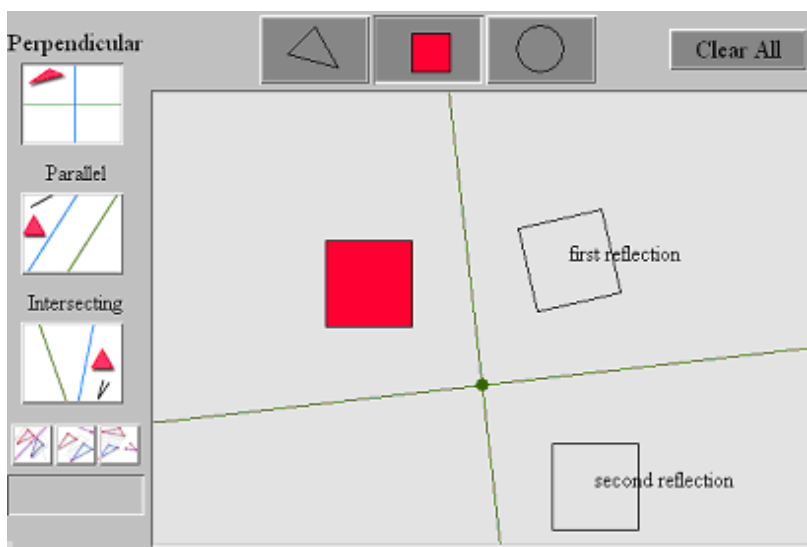 Perpendicular
Clear All
Parallel
Intersecting
first reflection
second reflection